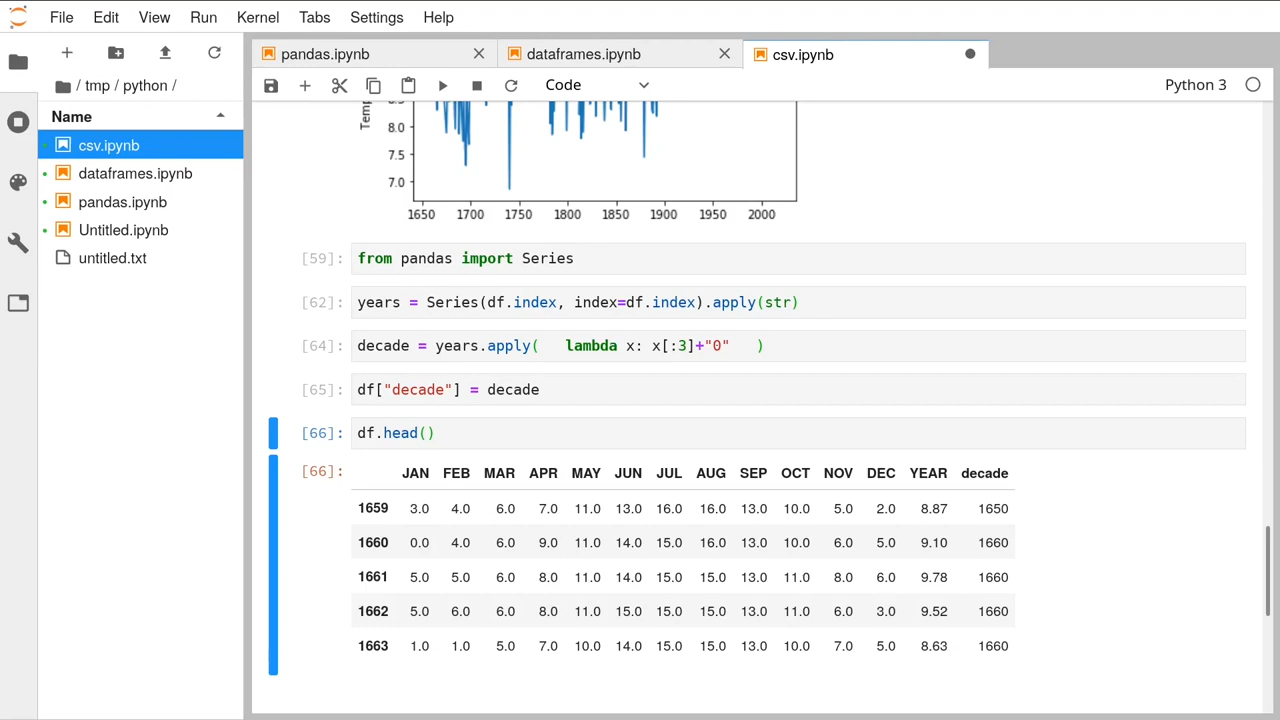 File Edit View Run Kernel Tabs Settings Help
pandas.ipynb
dataframes.ipynb
csv.ipynb
/ tmp / python /
Code
Python 3
Name
csv.ipynb
dataframes.ipynb
pandas.ipynb
Untitled.ipynb
untitled.txt
Temp
8.5
8.0
7.5
7.0
1650 1700 1750 1800 1850 1900 1950 2000
[59]: from pandas import Series
[62]: years = Series(df.index, index=df.index).apply(str)
[64]: decade = years.apply(   lambda x: x[:3]+"0"   )
[65]: df["decade"] = decade
[66]: df.head()
[66]: JAN FEB MAR APR MAY JUN JUL AUG SEP OCT NOV DEC YEAR decade
1659 3.0 4.0 6.0 7.0 11.0 13.0 16.0 16.0 13.0 10.0 5.0 2.0 8.87 1650
1660 0.0 4.0 6.0 9.0 11.0 14.0 15.0 16.0 13.0 10.0 6.0 5.0 9.10 1660
1661 5.0 5.0 6.0 8.0 11.0 14.0 15.0 15.0 13.0 11.0 8.0 6.0 9.78 1660
1662 5.0 6.0 6.0 8.0 11.0 15.0 15.0 15.0 13.0 11.0 6.0 3.0 9.52 1660
1663 1.0 1.0 5.0 7.0 10.0 14.0 15.0 15.0 13.0 10.0 7.0 5.0 8.63 1660